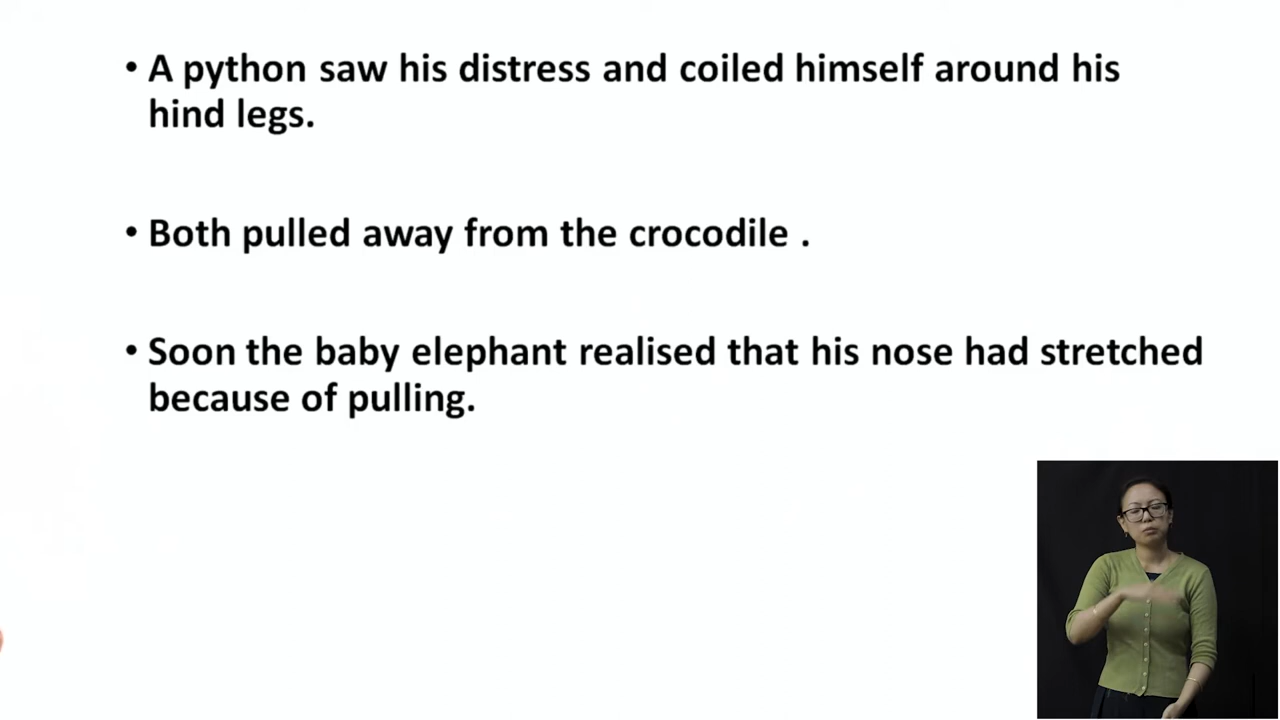 • A python saw his distress and coiled himself around his
hind legs.
• Both pulled away from the crocodile .
• Soon the baby elephant realised that his nose had stretched
because of pulling.